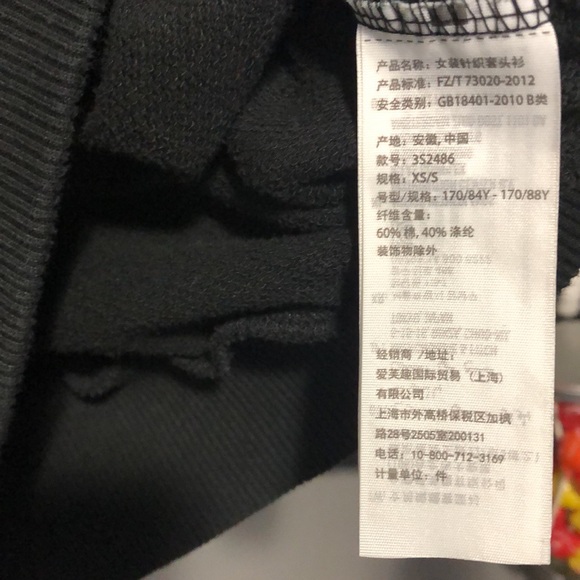 产品名称：女装针织套头衫
产品标准：FZ/T 73020-2012
安全类别：GB18401-2010 B类
产地：安徽, 中国
款号：3S2486
规格：XS/S
号型/规格：170/84Y - 170/88Y
纤维含量：
60% 棉, 40% 涤纶
装饰物除外
经销商 /地址：
爱芙趣国际贸易（上海）
有限公司
上海市外高桥保税区加枫
路28号2505室200131
电话：10-800-712-3169
计量单位：件